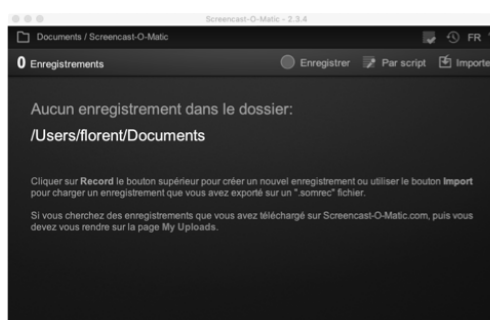 Screencast-O-Matic - 2.3.4
Documents / Screencast-O-Matic
FR
0 Enregistrements
Enregistrer
Par script
Importe
Aucun enregistrement dans le dossier:
/Users/florent/Documents
Cliquer sur Record le bouton supérieur pour créer un nouvel enregistrement ou utiliser le bouton Import
pour charger un enregistrement que vous avez exporté sur un ".somrec" fichier.
Si vous cherchez des enregistrements que vous avez téléchargé sur Screencast-O-Matic.com, puis vous
devez vous rendre sur la page My Uploads.